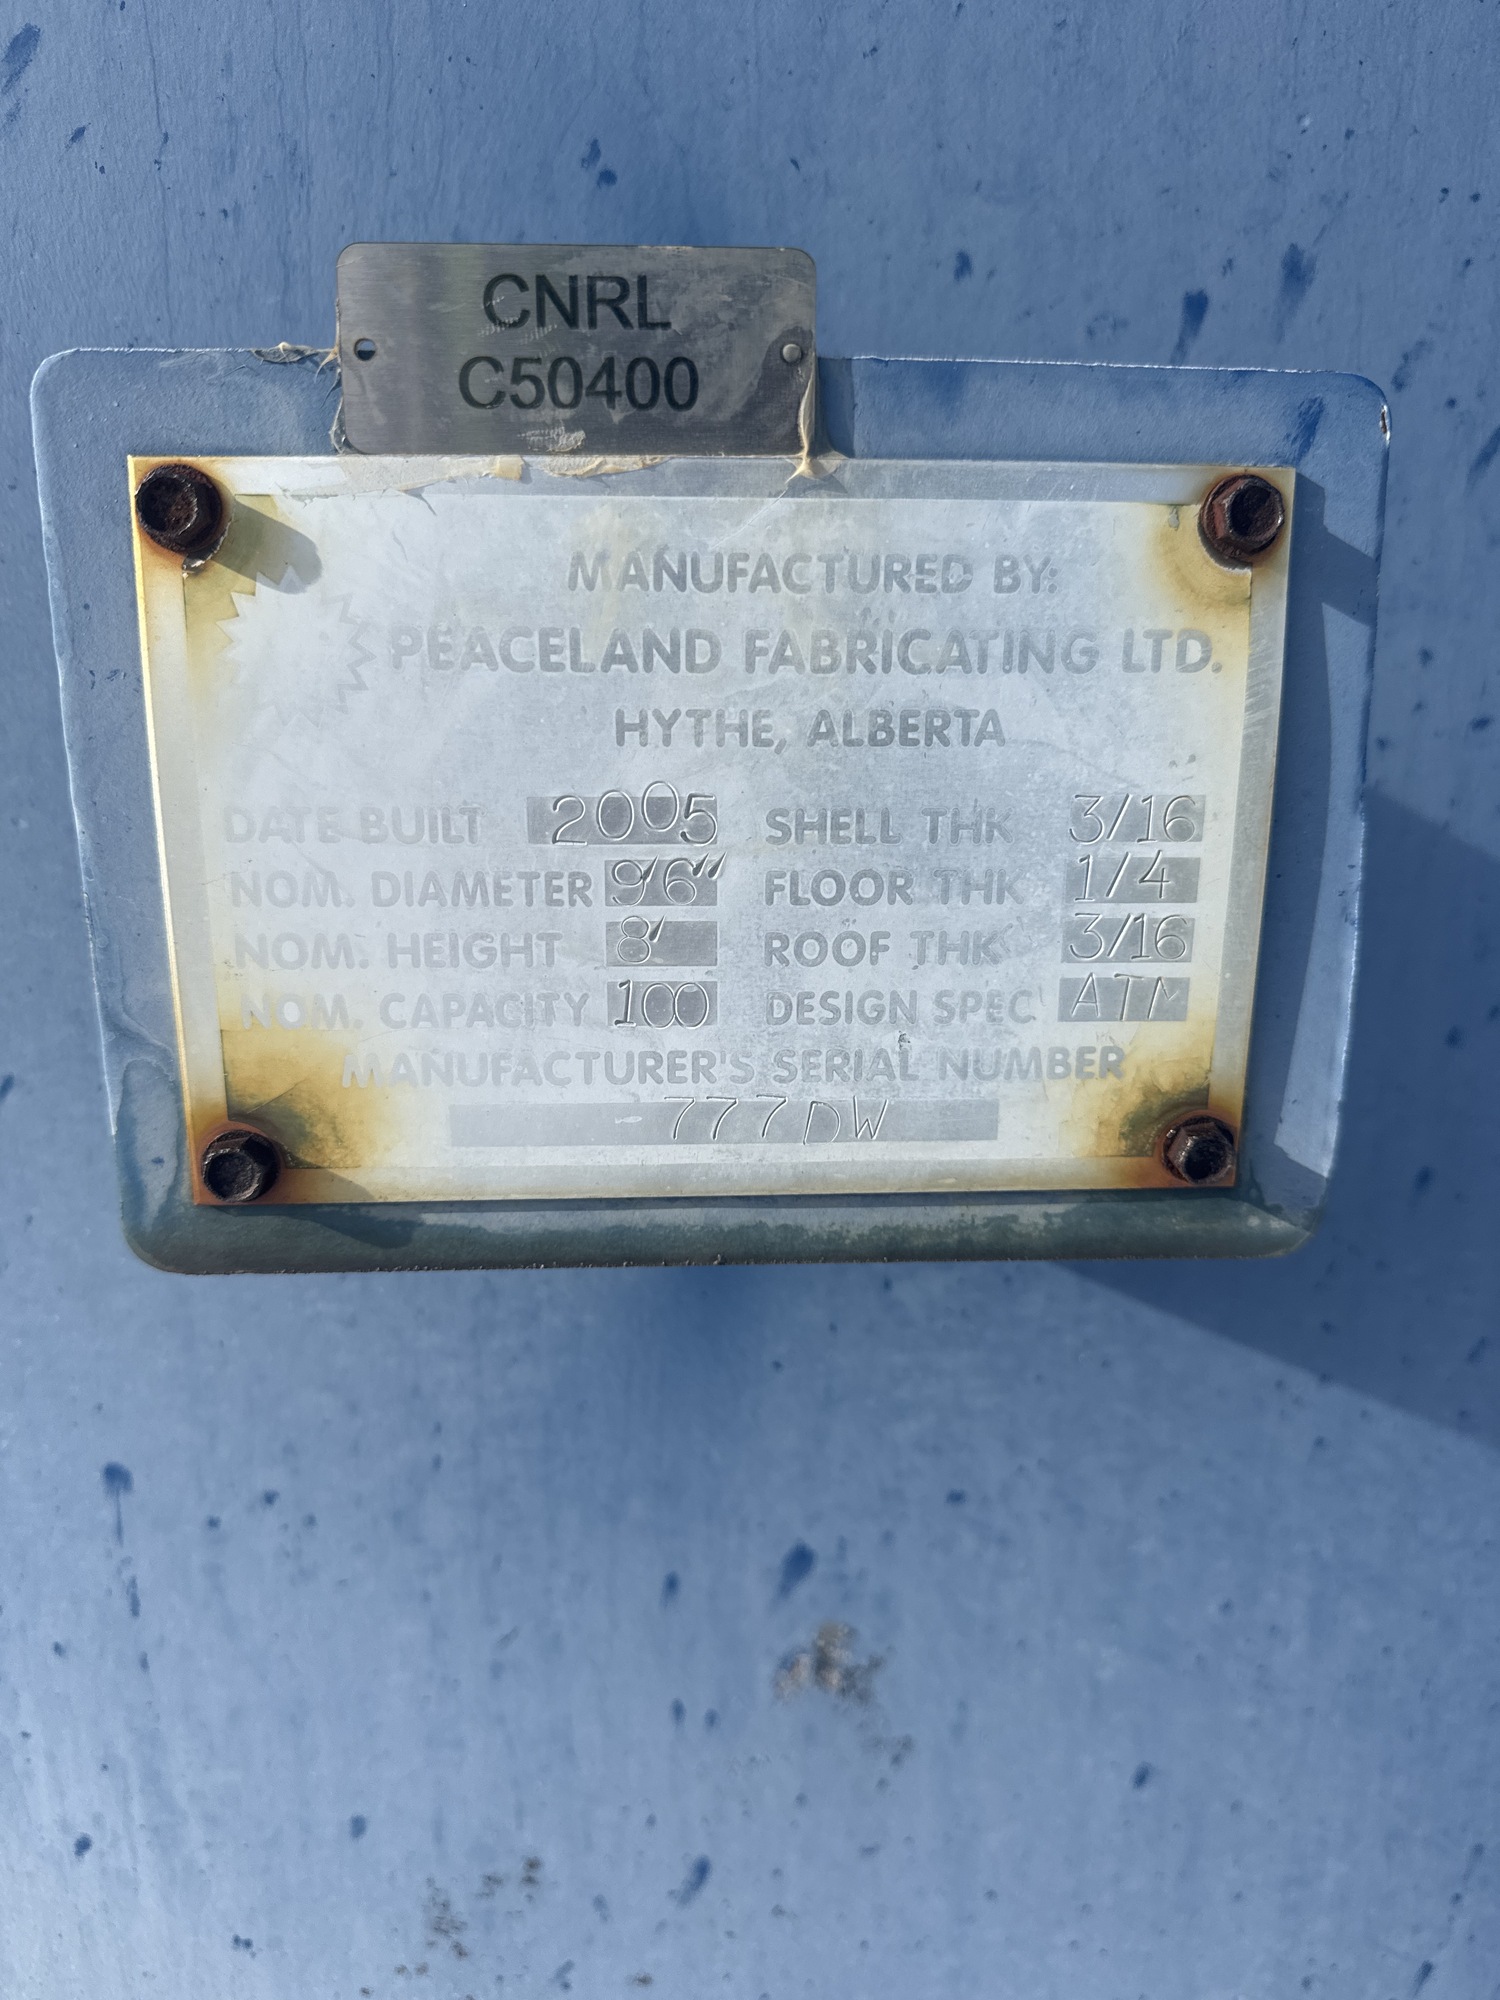 CNRL
C50400
MANUFACTURED BY:
PEACELAND FABRICATING LTD.
HYTHE, ALBERTA
DATE BUILT 2005 SHELL THK 3/16
NOM. DIAMETER 9'6" FLOOR THK 1/4
NOM. HEIGHT 8' ROOF THK 3/16
NOM. CAPACITY 100 DESIGN SPEC ATM
MANUFACTURER'S SERIAL NUMBER
- 777DW